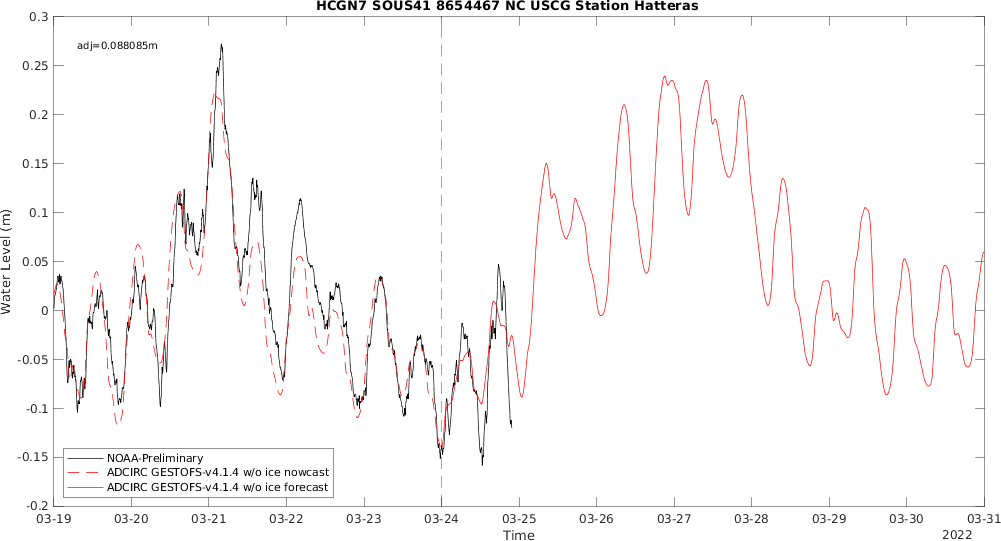 HCGN7 SOUS41 8654467 NC USCG Station Hatteras
adj=0.088085m
0.3
0.25
0.2
0.15
0.1
0.05
0
-0.05
-0.1
-0.15
-0.2
Water Level (m)
NOAA-Preliminary
ADCIRC GESTOFS-v4.1.4 w/o ice nowcast
ADCIRC GESTOFS-v4.1.4 w/o ice forecast
03-19 03-20 03-21 03-22 03-23 03-24 03-25 03-26 03-27 03-28 03-29 03-30 03-31
Time
2022